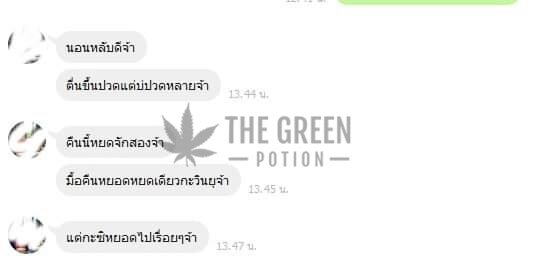 นอนหลับดีจ้า
ตื่นขึ้นปวดแต่บ่ปวดหลายจ้า
13.44 น.
คืนนี้หยดจักสองจ้า
THE GREEN
POTION
มื้อคืนหยอดหยดเดียวกะวินยุจ้า
13.45 น.
แต่กะซิหยอดไปเรื่อยๆจ้า
13.47 น.